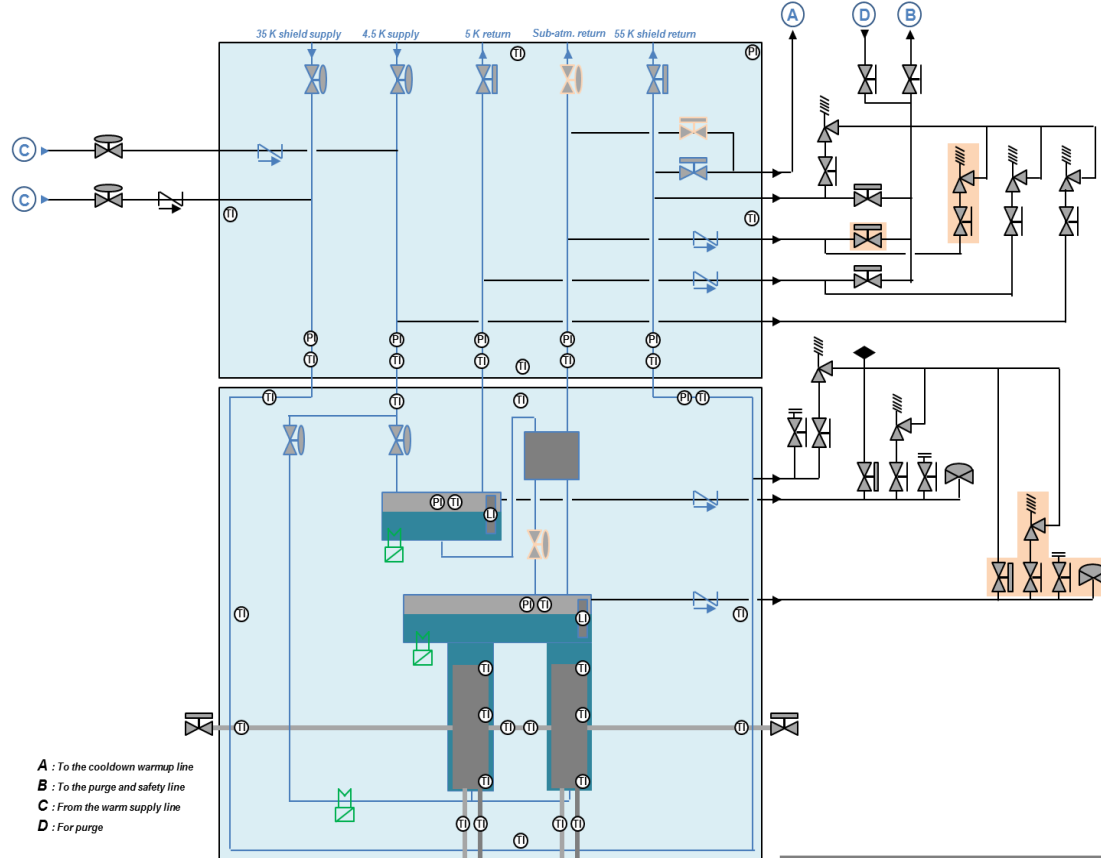 A D B
35 K shield supply 4.5 K supply 5 K return Sub-atm. return 55 K shield return
TI PI
C
C
TI TI
PI PI PI PI PI
TI TI TI TI TI
TI
TI TI TI PI TI
PI TI
LI
PI TI
LI
TI TI
TI TI
TI TI
TI TI TI TI
TI TI
TI TI TI TI
TI
A : To the cooldown warmup line
B : To the purge and safety line
C : From the warm supply line
D : For purge